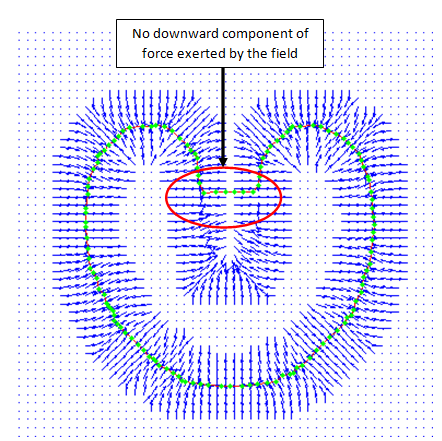 No downward component of
force exerted by the field